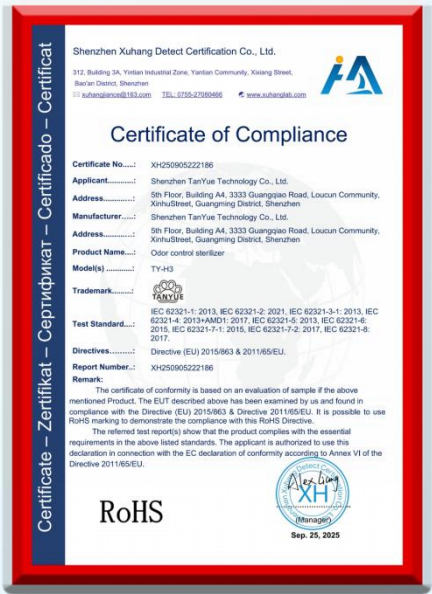 Certificate – Zertifikat – Сертификат – Certificado – Certificat
Shenzhen Xuhang Detect Certification Co., Ltd.
312, Building 3A, Yintian Industrial Zone, Yantian Community, Xixiang Street,
Bao'an District, Shenzhen
xuhangjiance@163.com TEL: 0755-27080466 www.xuhanglab.com
Certificate of Compliance
Certificate No.....: XH250905222186
Applicant..........: Shenzhen TanYue Technology Co., Ltd.
Address............: 5th Floor, Building A4, 3333 Guangqiao Road, Loucun Community,
XinhuStreet, Guangming District, Shenzhen
Manufacturer.....: Shenzhen TanYue Technology Co., Ltd.
Address............: 5th Floor, Building A4, 3333 Guangqiao Road, Loucun Community,
XinhuStreet, Guangming District, Shenzhen
Product Name....: Odor control sterilizer
Model(s) ............: TY-H3
Trademark........: TANYUE
Test Standard....: IEC 62321-1: 2013, IEC 62321-2: 2021, IEC 62321-3-1: 2013, IEC
62321-4: 2013+AMD1: 2017, IEC 62321-5: 2013, IEC 62321-6:
2015, IEC 62321-7-1: 2015, IEC 62321-7-2: 2017, IEC 62321-8:
2017.
Directives.........: Directive (EU) 2015/863 & 2011/65/EU.
Report Number..: XH250905222186
Remark:
The certificate of conformity is based on an evaluation of sample if the above
mentioned Product. The EUT described above has been examined by us and found in
compliance with the Directive (EU) 2015/863 & Directive 2011/65/EU. It is possible to use
RoHS marking to demonstrate the compliance with this RoHS Directive.
The referred test report(s) show that the product complies with the essential
requirements in the above listed standards. The applicant is authorized to use this
declaration in connection with the EC declaration of conformity according to Annex VI of the
Directive 2011/65/EU.
RoHS
XH
(Manager)
Sep. 25, 2025